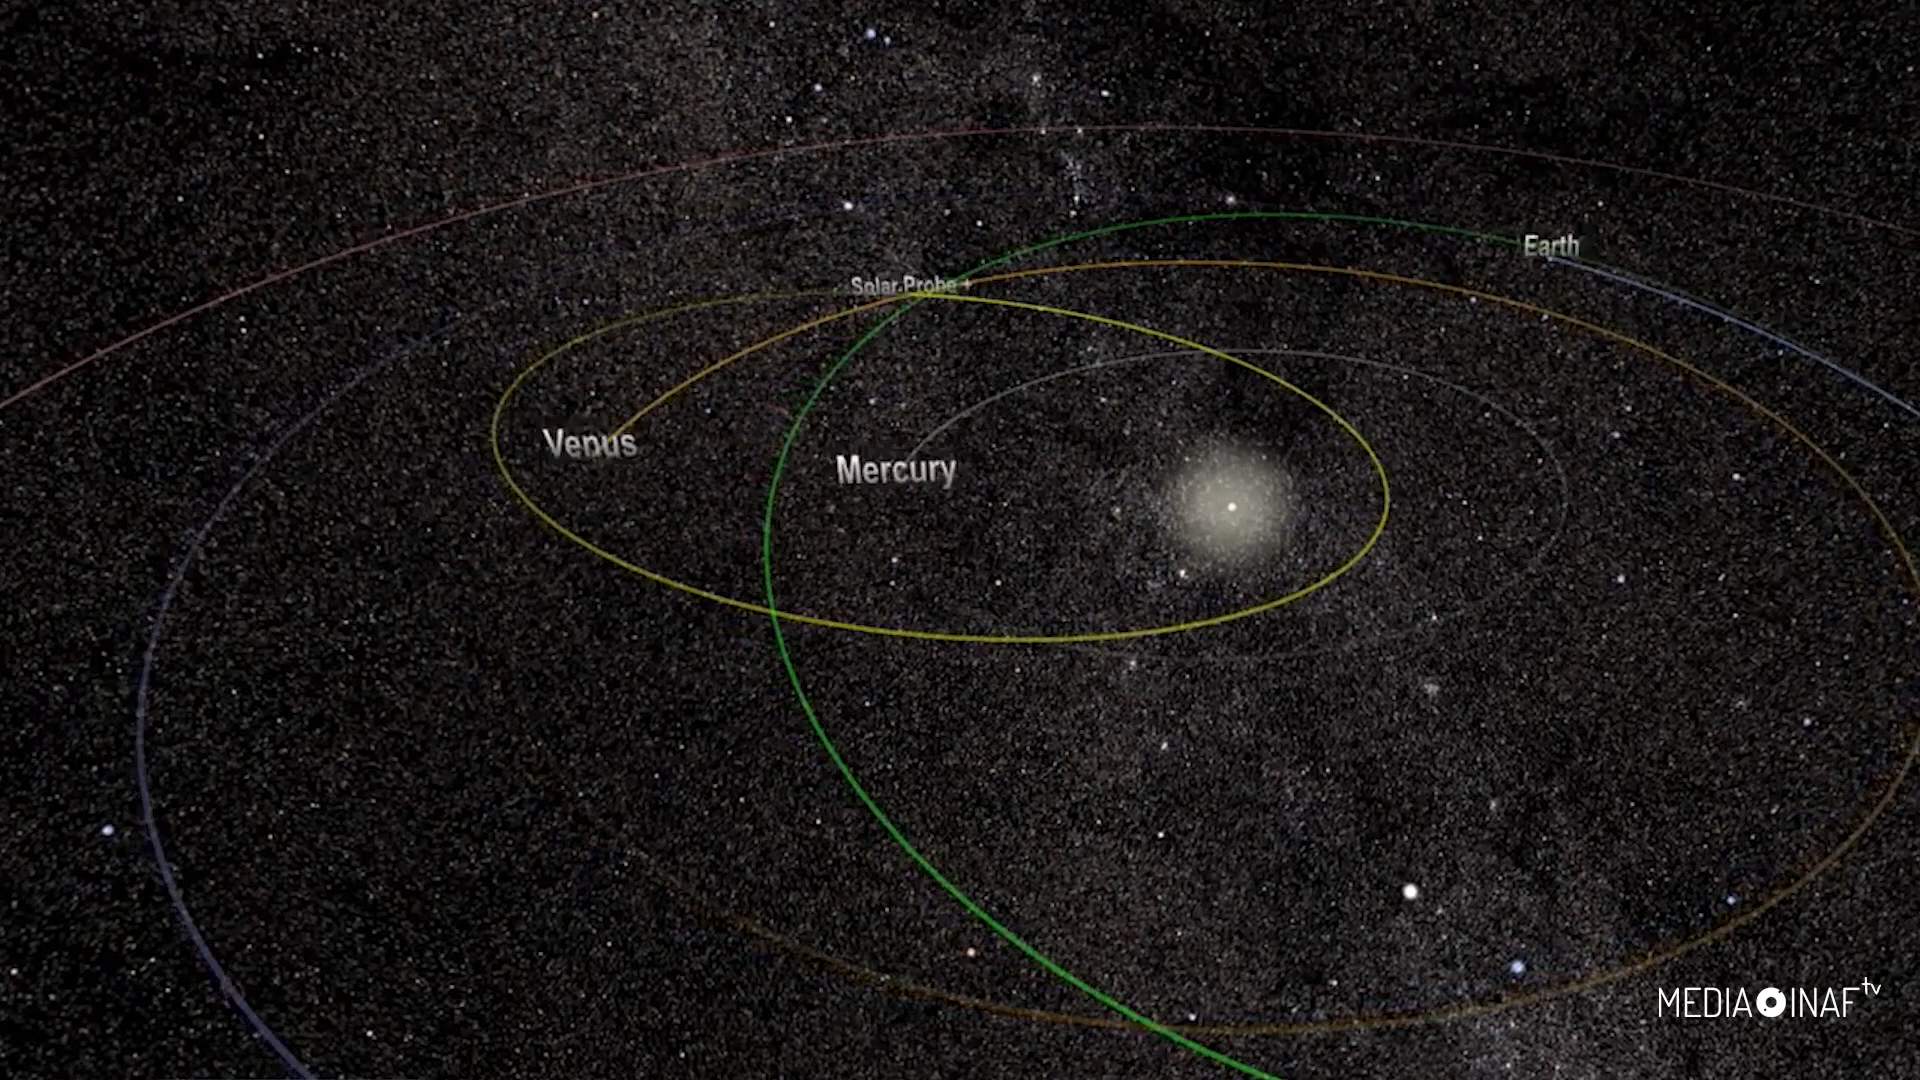 Earth
Solar Probe +
Venus
Mercury
MEDIA INAF tv